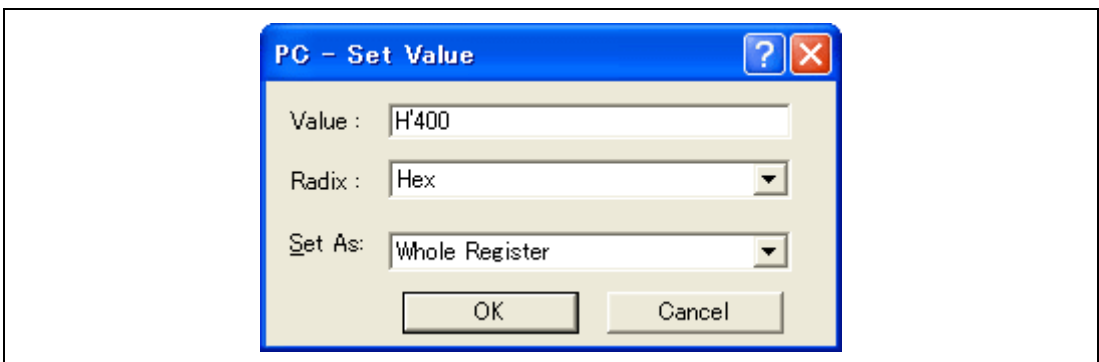 PC - Set Value
?
Value : H'400
Radix : Hex
Set As: Whole Register
OK Cancel